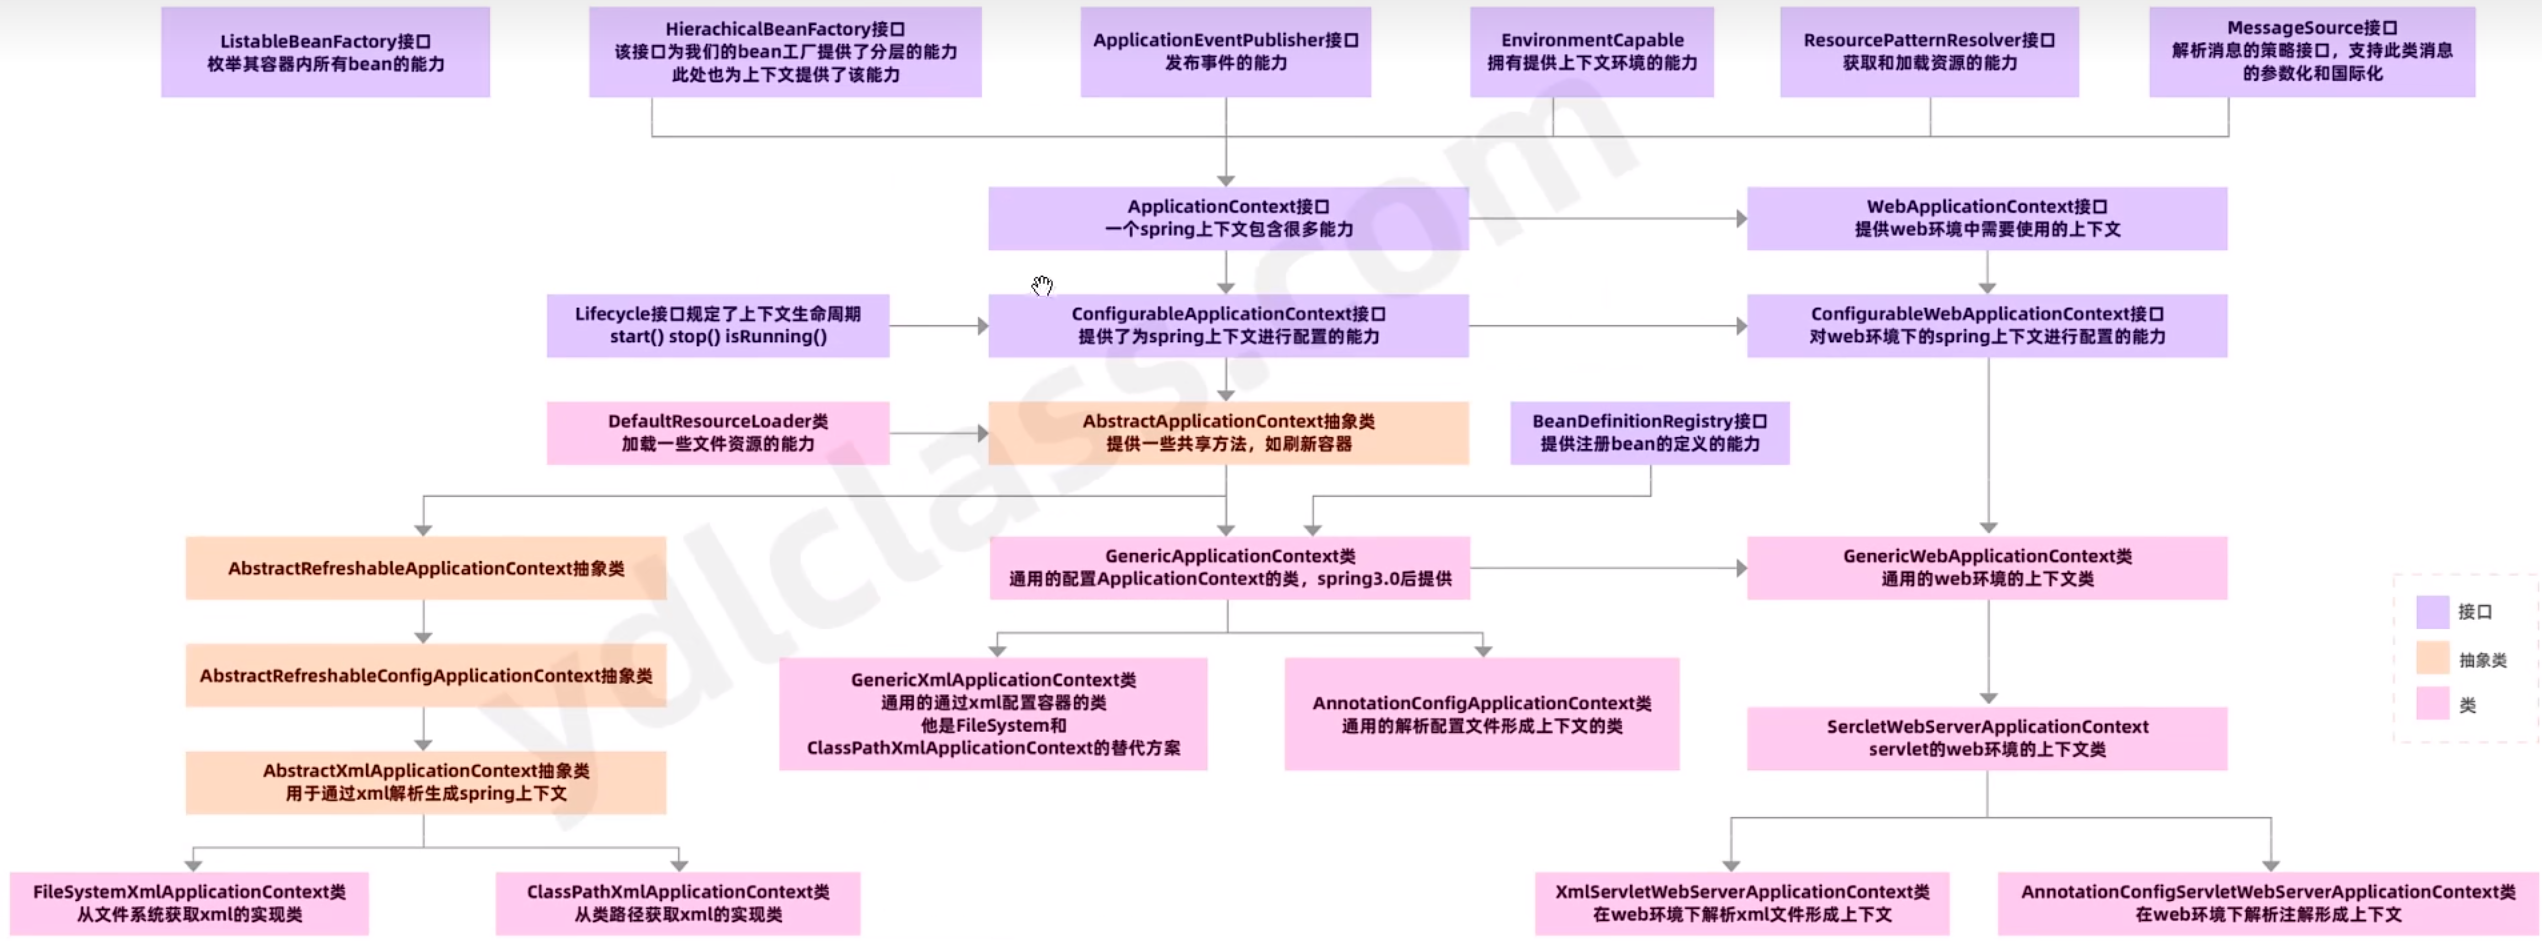 ListableBeanFactory接口
枚举其容器内所有bean的能力
HierachicalBeanFactory接口
该接口为我们的bean工厂提供了分层的能力
此处也为上下文提供了该能力
ApplicationEventPublisher接口
发布事件的能力
EnvironmentCapable
拥有提供上下文环境的能力
ResourcePatternResolver接口
获取和加载资源的能力
MessageSource接口
解析消息的策略接口，支持此类消息
的参数化和国际化
ApplicationContext接口
一个spring上下文包含很多能力
WebApplicationContext接口
提供web环境中需要使用的上下文
Lifecycle接口规定了上下文生命周期
start() stop() isRunning()
ConfigurableApplicationContext接口
提供了为spring上下文进行配置的能力
ConfigurableWebApplicationContext接口
对web环境下的spring上下文进行配置的能力
DefaultResourceLoader类
加载一些文件资源的能力
AbstractApplicationContext抽象类
提供一些共享方法，如刷新容器
BeanDefinitionRegistry接口
提供注册bean的定义的能力
AbstractRefreshableApplicationContext抽象类
GenericApplicationContext类
通用的配置ApplicationContext的类，spring3.0后提供
GenericWebApplicationContext类
通用的web环境的上下文类
接口
抽象类
类
AbstractRefreshableConfigApplicationContext抽象类
GenericXmlApplicationContext类
通用的通过xml配置容器的类
他是FileSystem和
ClassPathXmlApplicationContext的替代方案
AnnotationConfigApplicationContext类
通用的解析配置文件形成上下文的类
SercletWebServerApplicationContext
servlet的web环境的上下文类
AbstractXmlApplicationContext抽象类
用于通过xml解析生成spring上下文
FileSystemXmlApplicationContext类
从文件系统获取xml的实现类
ClassPathXmlApplicationContext类
从类路径获取xml的实现类
XmlServletWebServerApplicationContext类
在web环境下解析xml文件形成上下文
AnnotationConfigServletWebServerApplicationContext类
在web环境下解析注解形成上下文
ydlclass.com